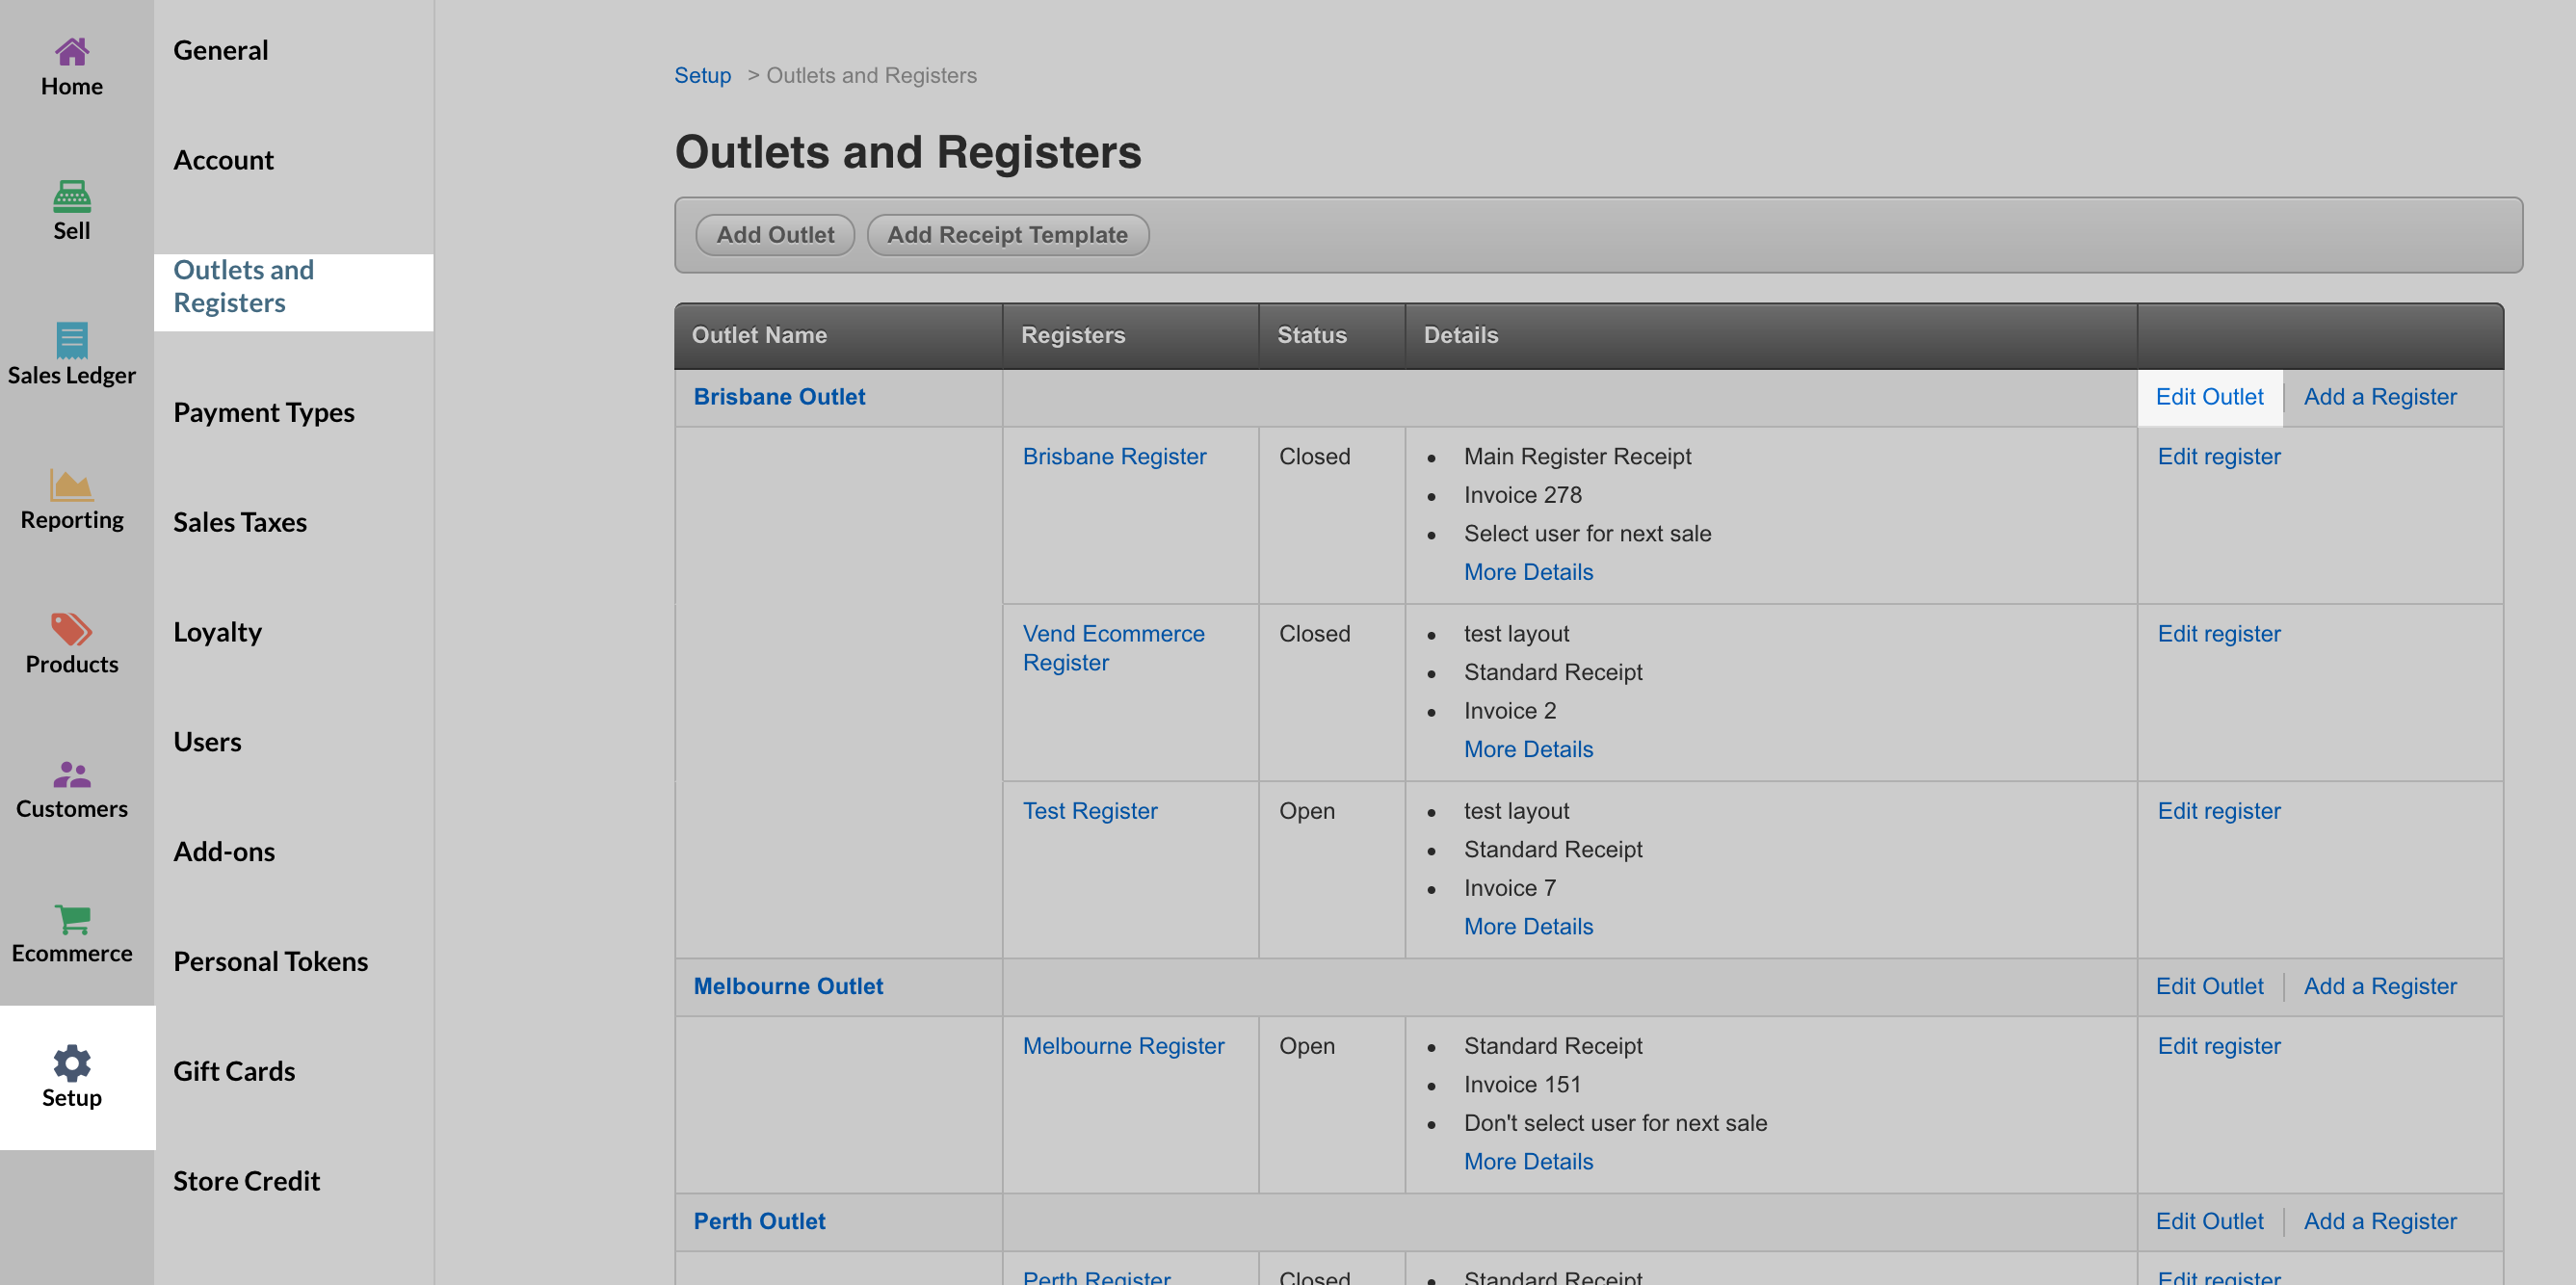 Home
Sell
Sales Ledger
Reporting
Products
Customers
Ecommerce
Setup
General
Account
Outlets and
Registers
Payment Types
Sales Taxes
Loyalty
Users
Add-ons
Personal Tokens
Gift Cards
Store Credit
Setup > Outlets and Registers
Outlets and Registers
Add Outlet Add Receipt Template
Outlet Name Registers Status Details
Brisbane Outlet Edit Outlet Add a Register
Brisbane Register Closed • Main Register Receipt Edit register
• Invoice 278
• Select user for next sale
More Details
Vend Ecommerce Closed • test layout Edit register
Register
• Standard Receipt
• Invoice 2
More Details
Test Register Open • test layout Edit register
• Standard Receipt
• Invoice 7
More Details
Melbourne Outlet Edit Outlet Add a Register
Melbourne Register Open • Standard Receipt Edit register
• Invoice 151
• Don't select user for next sale
More Details
Perth Outlet Edit Outlet Add a Register
Perth Register Closed • Standard Receipt Edit register